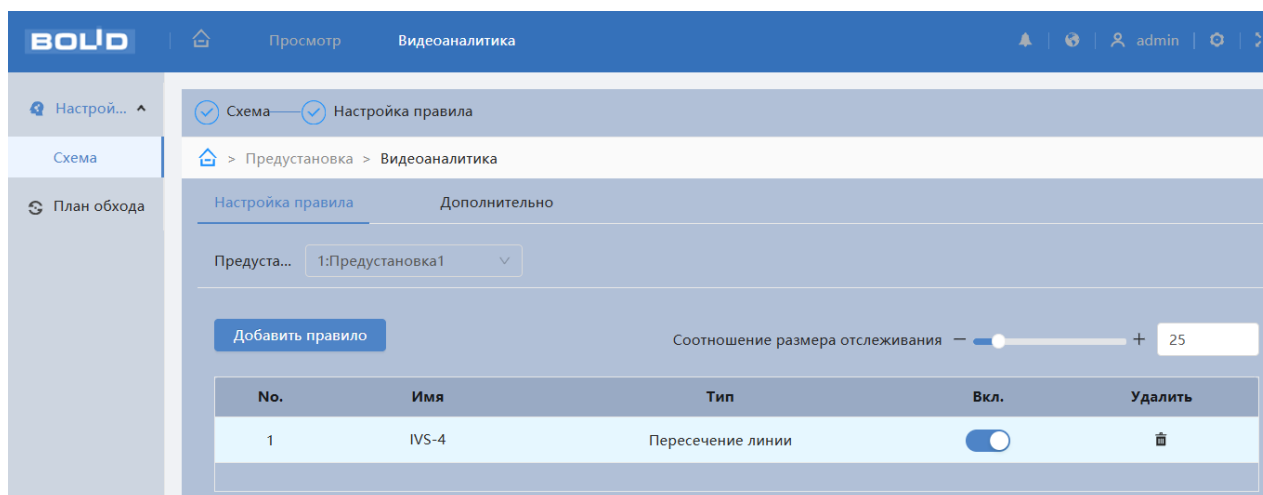 BOLID Просмотр Видеоаналитика admin
Настрой... Схема Настройка правила
Схема > Предустановка > Видеоаналитика
План обхода Настройка правила Дополнительно
Предуста... 1:Предустановка1
Добавить правило Соотношение размера отслеживания − + 25
No. Имя Тип Вкл. Удалить
1 IVS-4 Пересечение линии